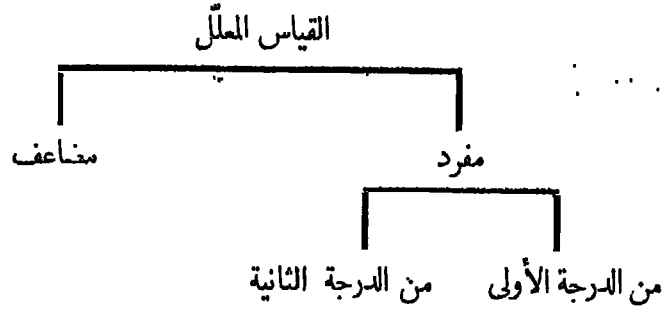 القياس المعلّل
مفرد مضاعف
من الدرجة الأولى من الدرجة الثانية